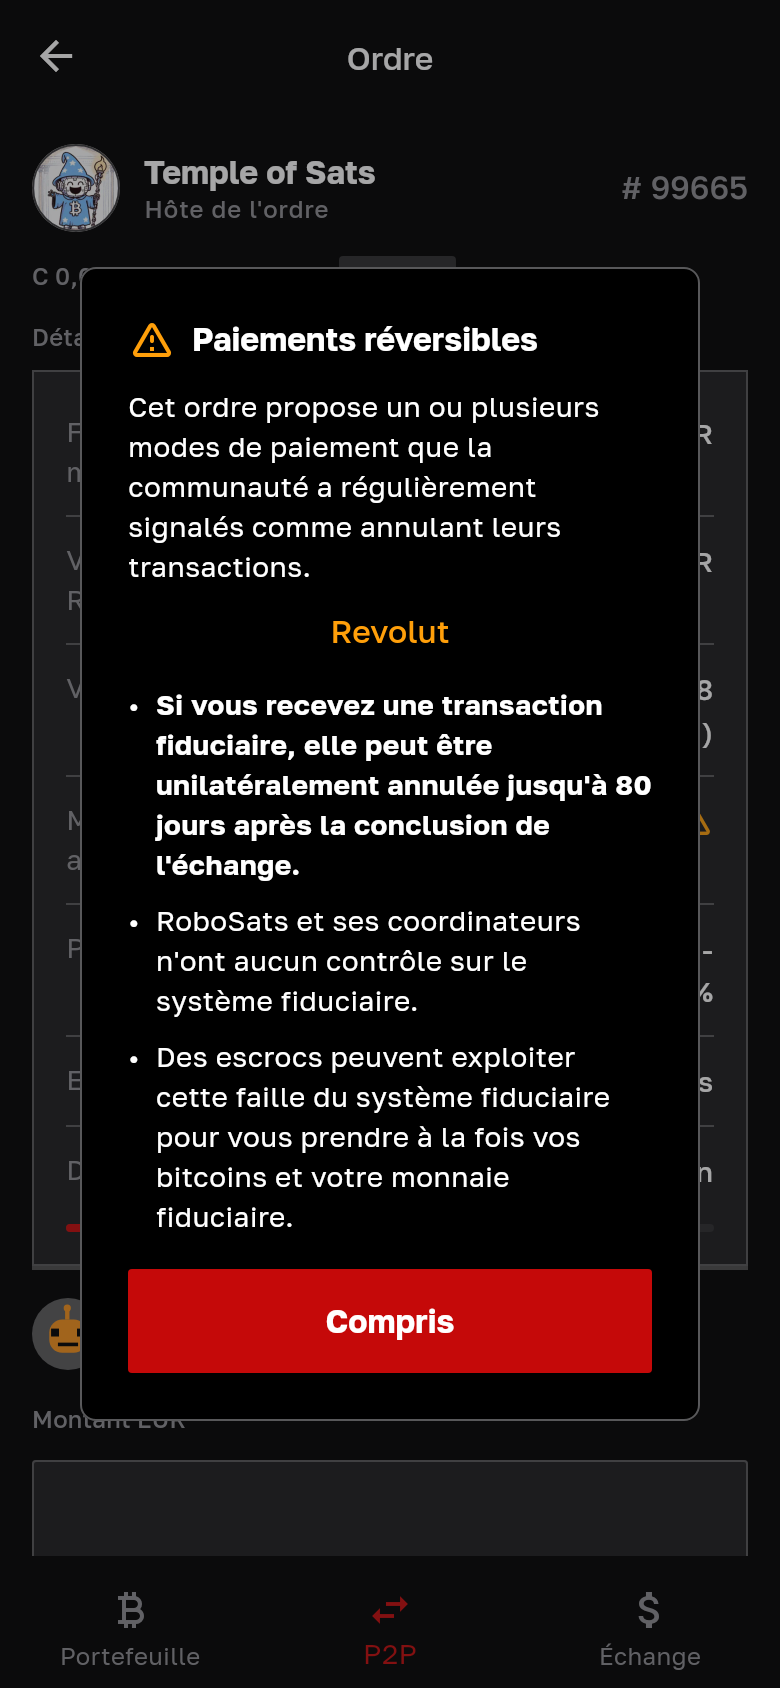 Ordre
Temple of Sats
Hôte de l'ordre
# 99665
Paiements réversibles
Cet ordre propose un ou plusieurs
modes de paiement que la
communauté a régulièrement
signalés comme annulant leurs
transactions.
Revolut
• Si vous recevez une transaction
fiduciaire, elle peut être
unilatéralement annulée jusqu'à 80
jours après la conclusion de
l'échange.
• RoboSats et ses coordinateurs
n'ont aucun contrôle sur le
système fiduciaire.
• Des escrocs peuvent exploiter
cette faille du système fiduciaire
pour vous prendre à la fois vos
bitcoins et votre monnaie
fiduciaire.
Compris
Montant EUR
Portefeuille
P2P
Échange